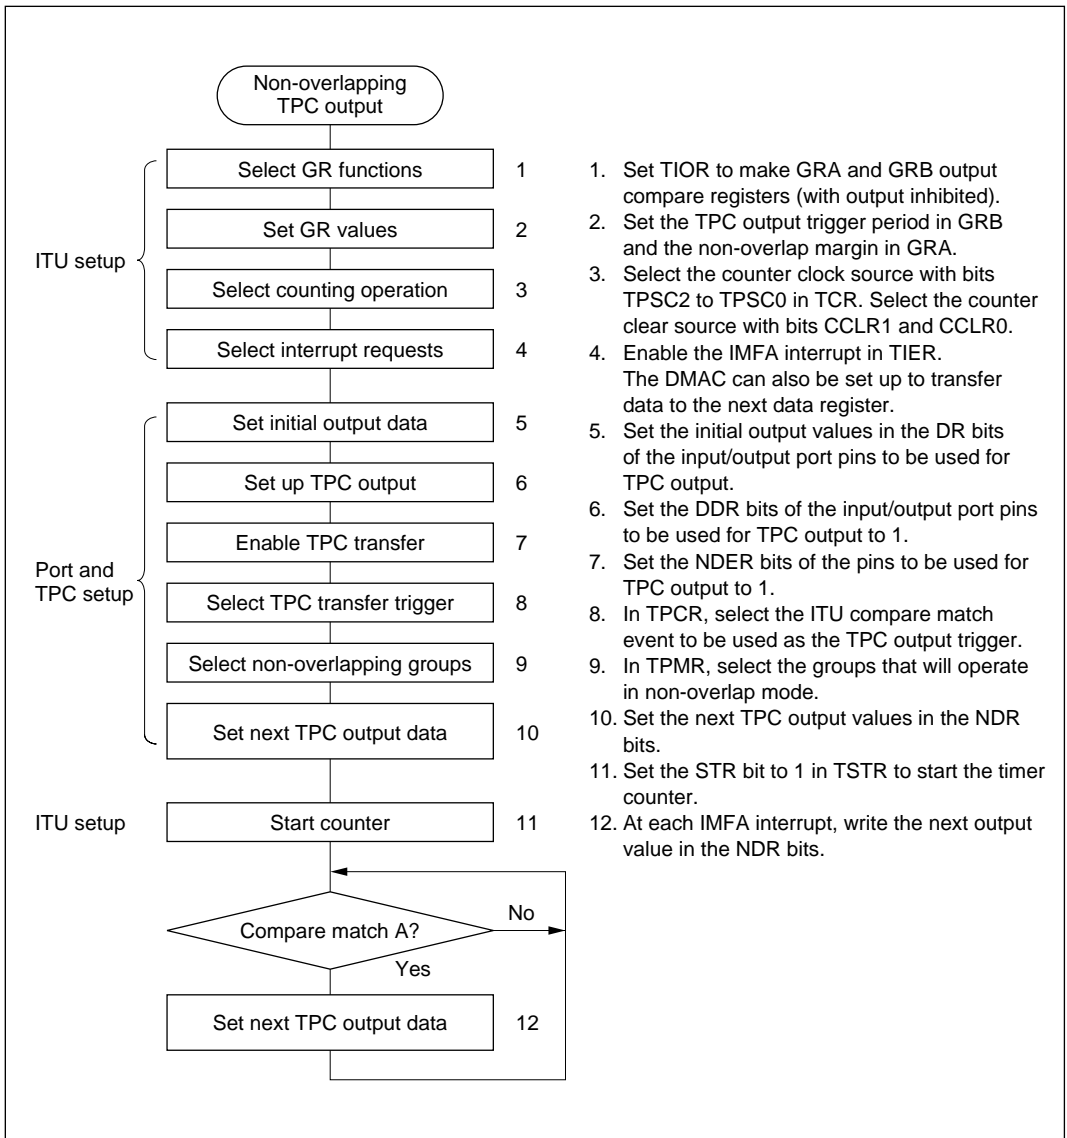 Non-overlapping
TPC output
ITU setup
Select GR functions 1
Set GR values 2
Select counting operation 3
Select interrupt requests 4
Port and
TPC setup
Set initial output data 5
Set up TPC output 6
Enable TPC transfer 7
Select TPC transfer trigger 8
Select non-overlapping groups 9
Set next TPC output data 10
ITU setup
Start counter 11
Compare match A?
No
Yes
Set next TPC output data 12
1. Set TIOR to make GRA and GRB output
compare registers (with output inhibited).
2. Set the TPC output trigger period in GRB
and the non-overlap margin in GRA.
3. Select the counter clock source with bits
TPSC2 to TPSC0 in TCR. Select the counter
clear source with bits CCLR1 and CCLR0.
4. Enable the IMFA interrupt in TIER.
The DMAC can also be set up to transfer
data to the next data register.
5. Set the initial output values in the DR bits
of the input/output port pins to be used for
TPC output.
6. Set the DDR bits of the input/output port pins
to be used for TPC output to 1.
7. Set the NDER bits of the pins to be used for
TPC output to 1.
8. In TPCR, select the ITU compare match
event to be used as the TPC output trigger.
9. In TPMR, select the groups that will operate
in non-overlap mode.
10. Set the next TPC output values in the NDR
bits.
11. Set the STR bit to 1 in TSTR to start the timer
counter.
12. At each IMFA interrupt, write the next output
value in the NDR bits.